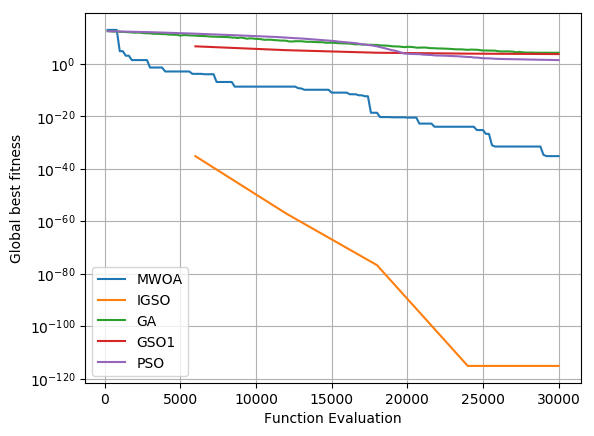 Global best fitness
10^0
10^-20
10^-40
10^-60
10^-80
10^-100
10^-120
MWOA
IGSO
GA
GSO1
PSO
0 5000 10000 15000 20000 25000 30000
Function Evaluation